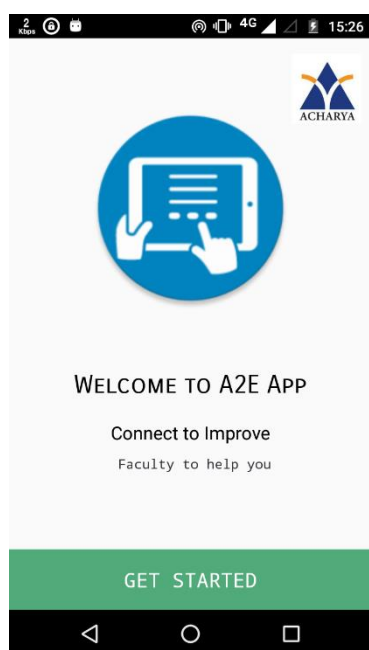 2 4G 15:26
Kbps
ACHARYA
WELCOME TO A2E APP
Connect to Improve
Faculty to help you
GET STARTED